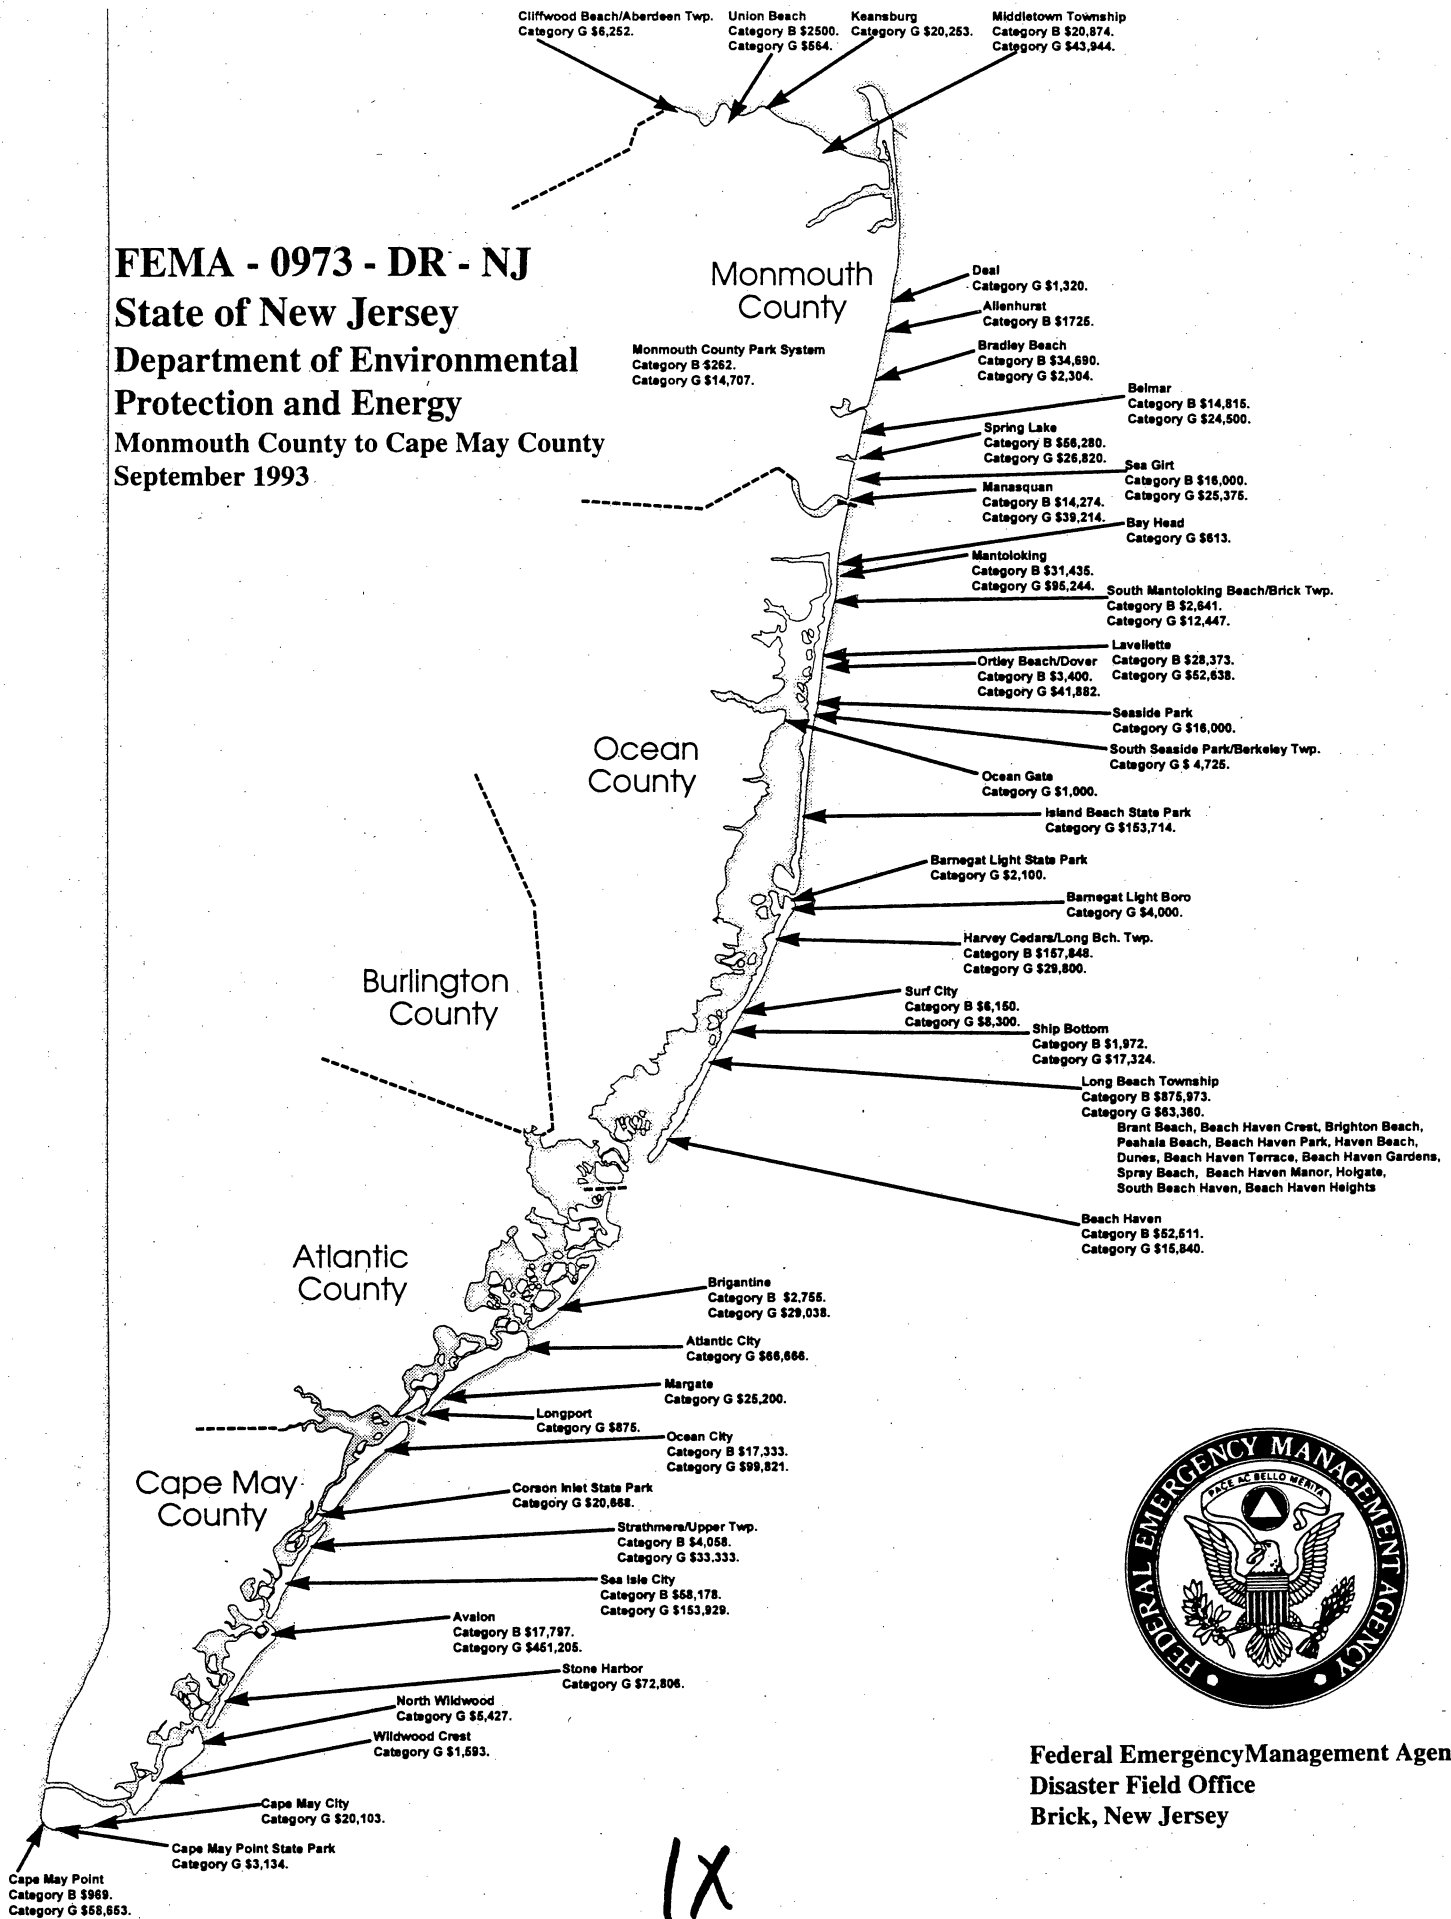 Cliffwood Beach/Aberdeen Twp.
Category G $6,252.
Union Beach
Category B $2500.
Category G $564.
Keansburg
Category G $20,253.
Middletown Township
Category B $20,874.
Category G $43,944.
FEMA - 0973 - DR - NJ
State of New Jersey
Department of Environmental
Protection and Energy
Monmouth County to Cape May County
September 1993
Monmouth
County
Monmouth County Park System
Category B $262.
Category G $14,707.
Deal
Category G $1,320.
Allenhurst
Category B $1725.
Bradley Beach
Category B $34,690.
Category G $2,304.
Belmar
Category B $14,815.
Category G $24,500.
Spring Lake
Category B $56,280.
Category G $26,820.
Sea Girt
Category B $16,000.
Category G $25,375.
Manasquan
Category B $14,274.
Category G $39,214.
Bay Head
Category G $613.
Mantoloking
Category B $31,435.
Category G $95,244.
South Mantoloking Beach/Brick Twp.
Category B $2,641.
Category G $12,447.
Lavellette
Category B $28,373.
Category G $52,638.
Ortley Beach/Dover
Category B $3,400.
Category G $41,882.
Seaside Park
Category G $16,000.
South Seaside Park/Berkeley Twp.
Category G $ 4,725.
Ocean
County
Ocean Gate
Category G $1,000.
Island Beach State Park
Category G $153,714.
Barnegat Light State Park
Category G $2,100.
Barnegat Light Boro
Category G $4,000.
Harvey Cedars/Long Bch. Twp.
Category B $157,848.
Category G $29,800.
Burlington
County
Surf City
Category B $6,150.
Category G $8,300.
Ship Bottom
Category B $1,972.
Category G $17,324.
Long Beach Township
Category B $875,973.
Category G $63,360.
Brant Beach, Beach Haven Crest, Brighton Beach,
Peahala Beach, Beach Haven Park, Haven Beach,
Dunes, Beach Haven Terrace, Beach Haven Gardens,
Spray Beach, Beach Haven Manor, Holgate,
South Beach Haven, Beach Haven Heights
Beach Haven
Category B $52,511.
Category G $15,840.
Atlantic
County
Brigantine
Category B $2,755.
Category G $29,038.
Atlantic City
Category G $66,666.
Margate
Category G $25,200.
Longport
Category G $875.
Ocean City
Category B $17,333.
Category G $99,821.
Cape May
County
Corson Inlet State Park
Category G $20,668.
Strathmere/Upper Twp.
Category B $4,058.
Category G $33,333.
Sea Isle City
Category B $58,178.
Category G $153,929.
Avalon
Category B $17,797.
Category G $451,205.
Stone Harbor
Category G $72,806.
North Wildwood
Category G $5,427.
Wildwood Crest
Category G $1,593.
Cape May City
Category G $20,103.
Cape May Point State Park
Category G $3,134.
Cape May Point
Category B $969.
Category G $58,653.
FEDERAL EMERGENCY MANAGEMENT AGENCY
PACE AC BELLO MERITA
Federal EmergencyManagement Agen
Disaster Field Office
Brick, New Jersey
IX